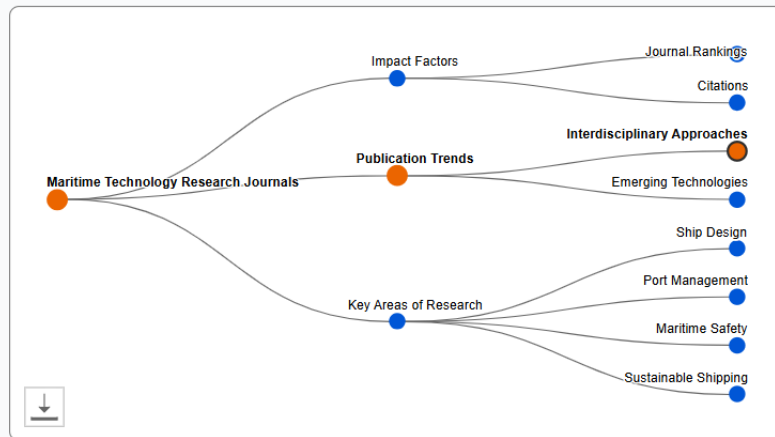 Journal Rankings
Impact Factors
Citations
Interdisciplinary Approaches
Publication Trends
Maritime Technology Research Journals
Emerging Technologies
Ship Design
Port Management
Key Areas of Research
Maritime Safety
Sustainable Shipping